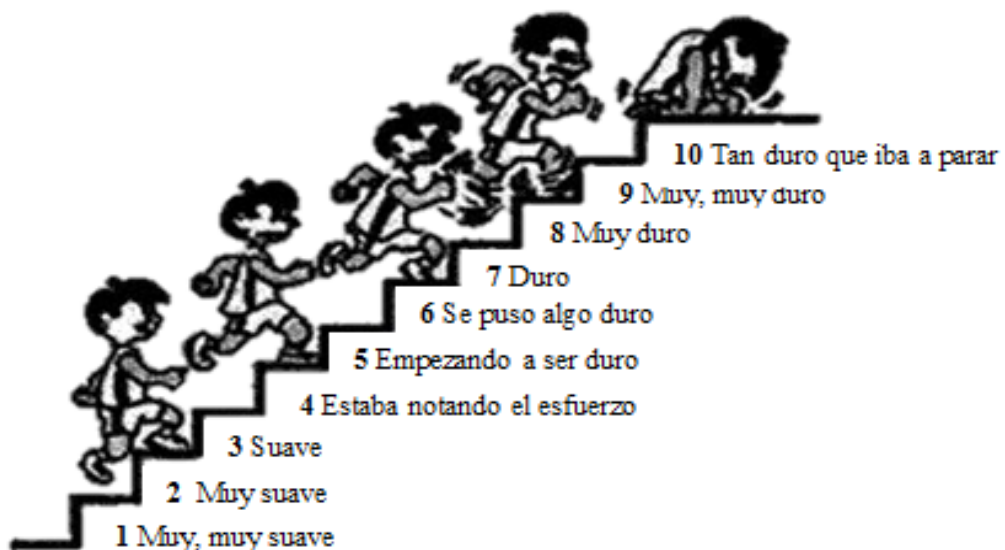 10 Tan duro que iba a parar
9 Muy, muy duro
8 Muy duro
7 Duro
6 Se puso algo duro
5 Empezando a ser duro
4 Estaba notando el esfuerzo
3 Suave
2 Muy suave
1 Muy, muy suave